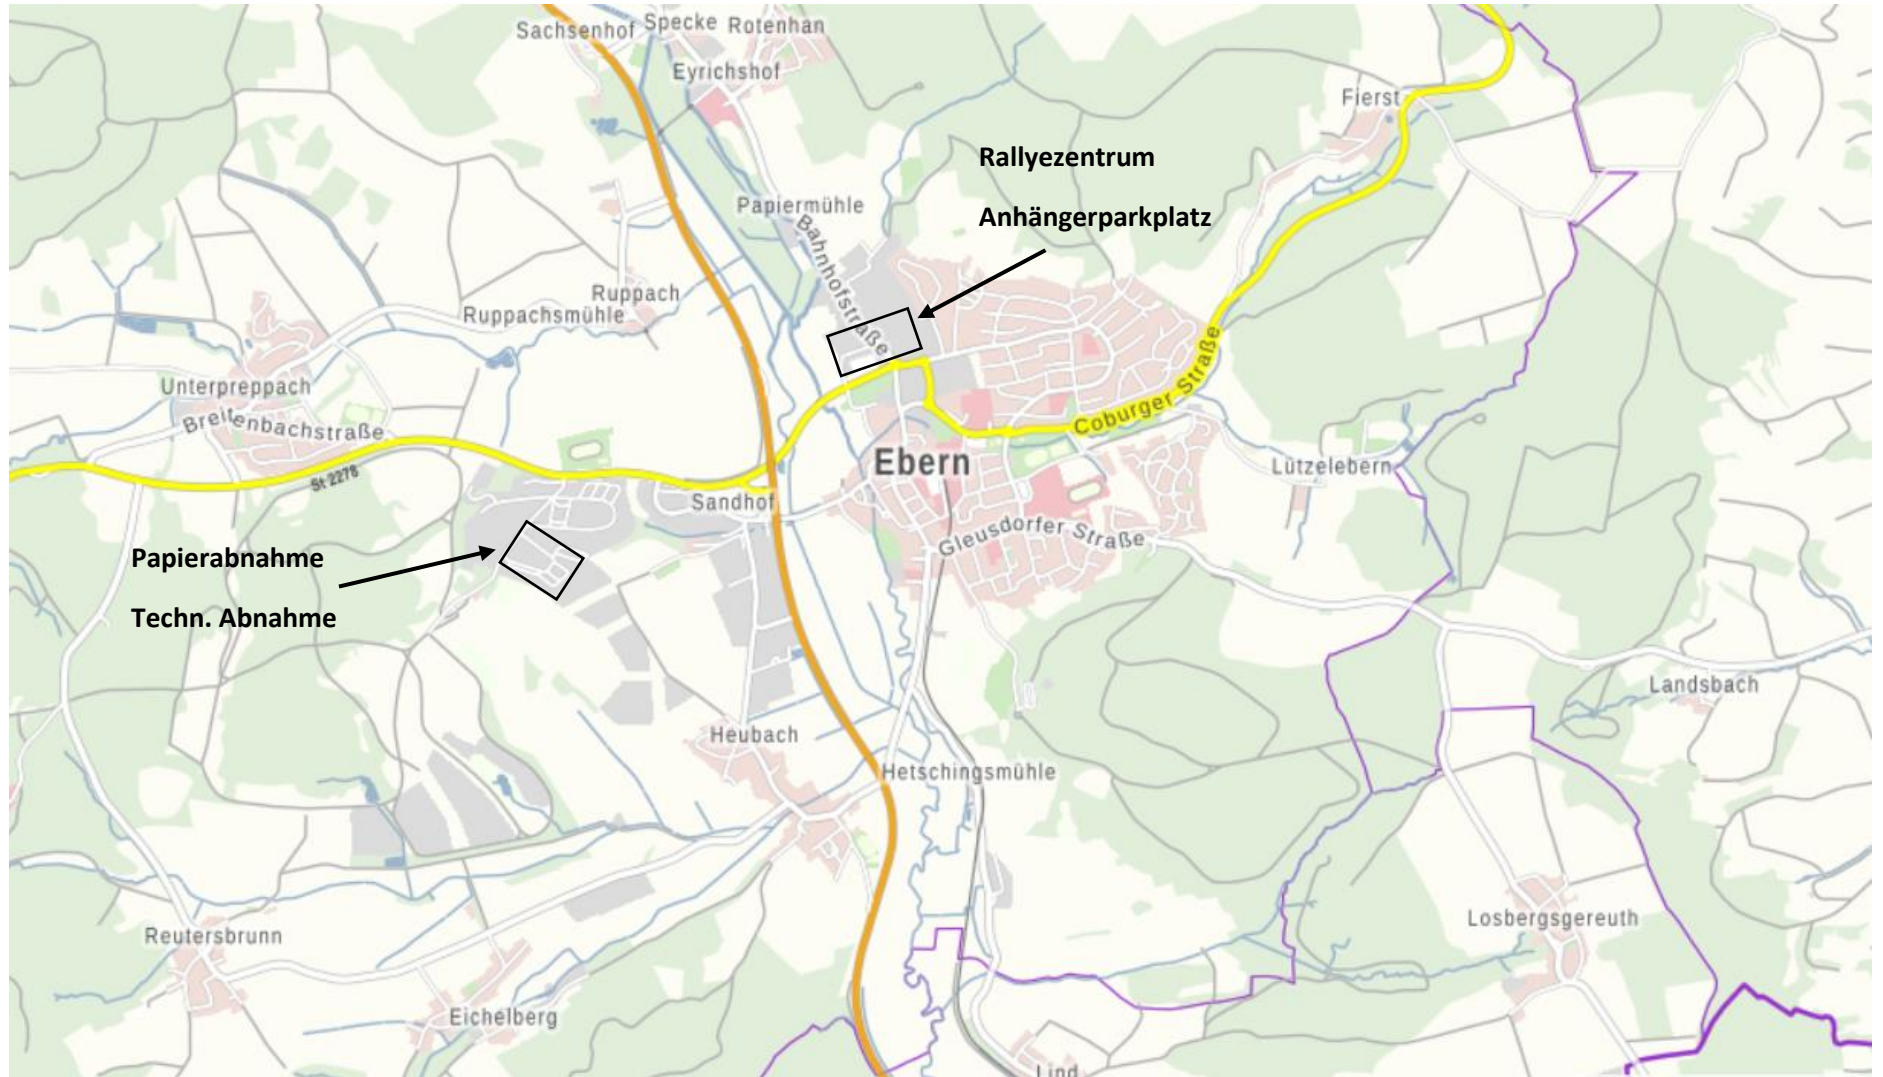 Sachsenhof
Specke
Rotenhan
Eyrichshof
Fierst
Rallyezentrum
Papiermühle
Anhängerparkplatz
Bahnhofstraße
Ruppach
Ruppachsmühle
Unterpreppach
Breitenbachstraße
Coburger Straße
Ebern
Lützelebern
St 2278
Sandhof
Gleusdorfer Straße
Papierabnahme
Techn. Abnahme
Landsbach
Heubach
Hetschingsmühle
Losbergsgereuth
Reutersbrunn
Eichelberg
Lind